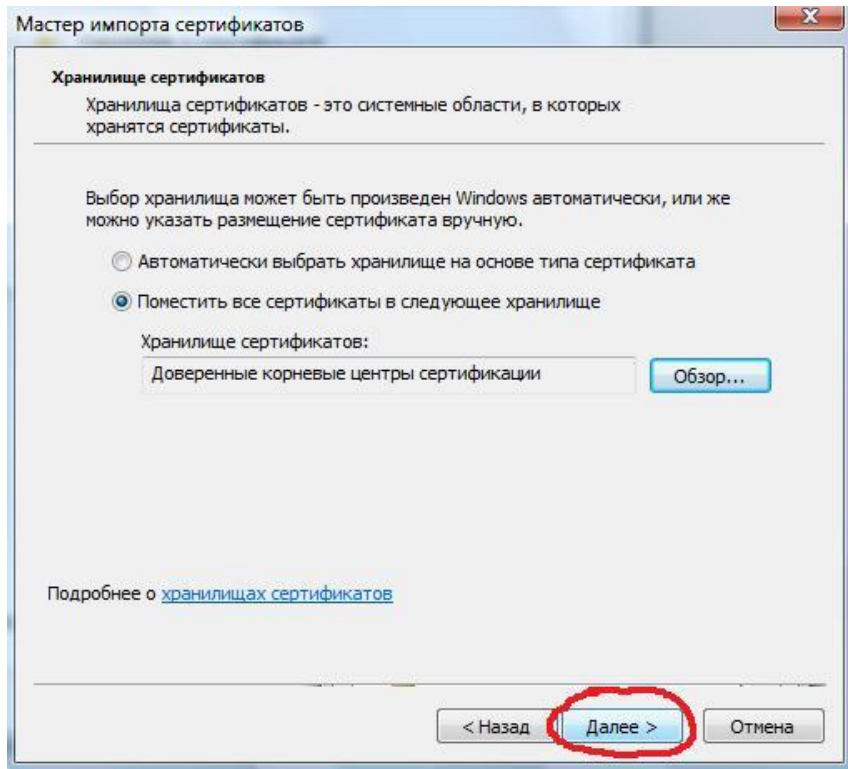 Мастер импорта сертификатов
Хранилище сертификатов
Хранилища сертификатов - это системные области, в которых
хранятся сертификаты.
Выбор хранилища может быть произведен Windows автоматически, или же
можно указать размещение сертификата вручную.
Автоматически выбрать хранилище на основе типа сертификата
Поместить все сертификаты в следующее хранилище
Хранилище сертификатов:
Доверенные корневые центры сертификации
Обзор...
Подробнее о хранилищах сертификатов
< Назад Далее > Отмена